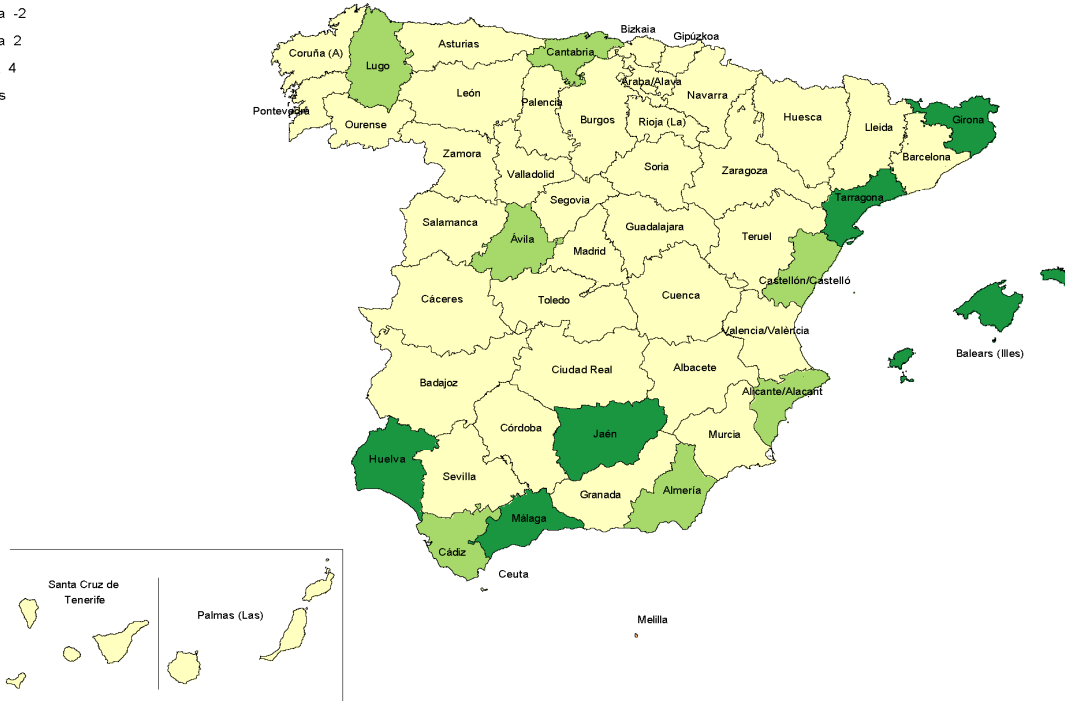 a -2
a 2
4
s
Bizkaia
Gipúzkoa
Coruña (A)
Asturias
Cantabria
Lugo
Araba/Alava
León
Navarra
Palencia
Pontevedra
Burgos
Rioja (La)
Huesca
Girona
Ourense
Lleida
Zamora
Barcelona
Soria
Zaragoza
Valladolid
Segovia
Tarragona
Salamanca
Guadalajara
Ávila
Teruel
Madrid
Castellón/Castelló
Cáceres
Toledo
Cuenca
Valencia/València
Balears (Illes)
Albacete
Ciudad Real
Badajoz
Alicante/Alacant
Córdoba
Jaén
Murcia
Huelva
Sevilla
Granada
Almería
Málaga
Cádiz
Ceuta
Santa Cruz de
Tenerife
Palmas (Las)
Melilla